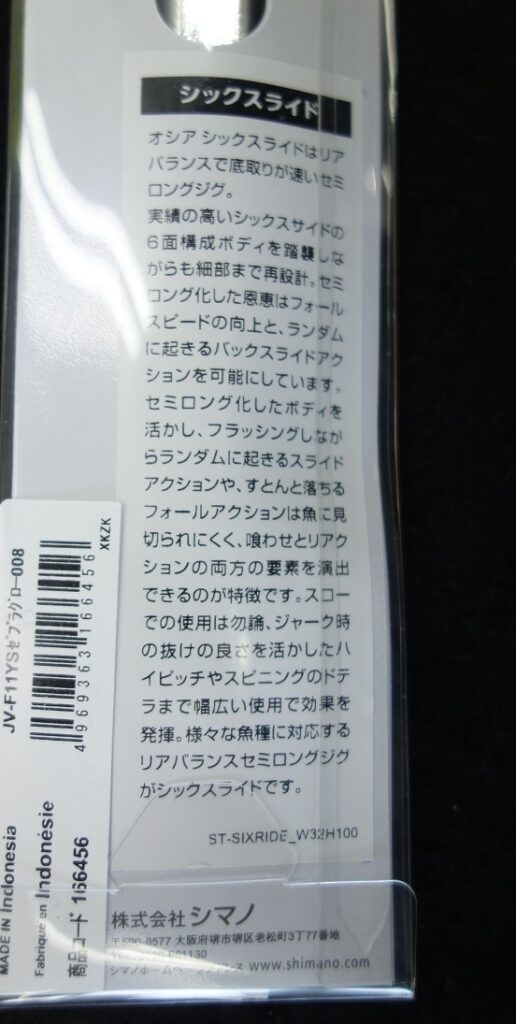 シックスライド
オシア シックスライドはリア
バランスで底取りが速いセミ
ロングジグ。
実績の高いシックスサイドの
6面構成ボディを踏襲しな
がらも細部まで再設計。セミ
ロング化した恩恵はフォール
スピードの向上と、ランダム
に起きるバックスライドアク
ションを可能にしています。
セミロング化したボディを
活かし、フラッシングしなが
らランダムに起きるスライド
アクションや、すとんと落ちる
フォールアクションは魚に見
切られにくく、喰わせとリアク
ションの両方の要素を演出
できるのが特徴です。スロー
での使用は勿論、ジャーク時
の抜けの良さを活かしたハ
イピッチやスピニングのドテ
ラまで幅広い使用で効果を
発揮。様々な魚種に対応する
リアバランスセミロングジグ
がシックスライドです。
ST-SIXRIDE_W32H100
JV-F11YSｾﾞﾌﾞﾗｸﾞﾛｰ008
4 969363 166456
XKZK
MADE IN Indonesia
Fabriqué en Indonésie
商品コード 166456
株式会社 シマノ
〒590-8577 大阪府堺市堺区老松町3丁77番地
シマノホームページアドレス www.shimano.com